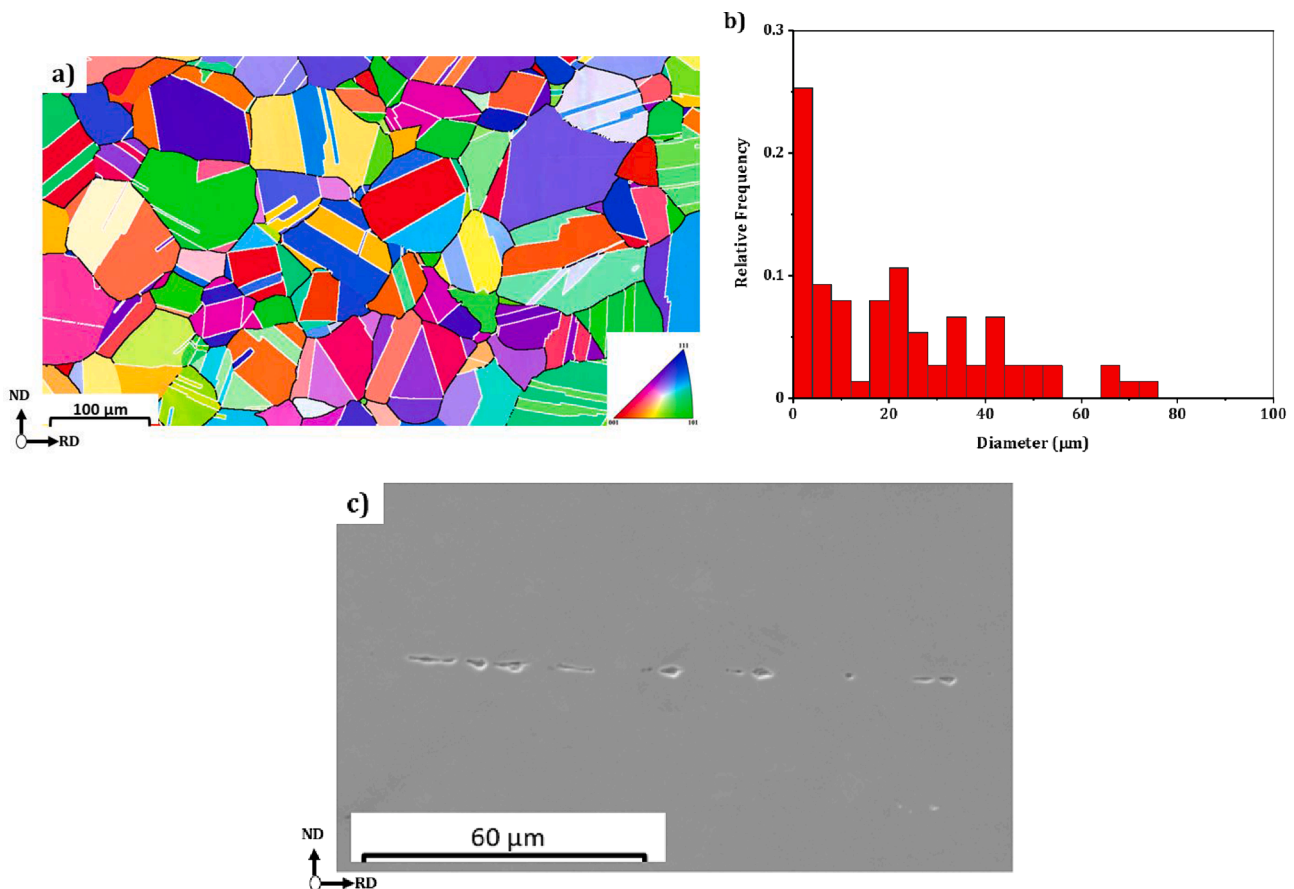 a)
111
001
101
100 µm
ND
RD
b)
0.3
0.2
0.1
0
Relative Frequency
0
20
40
60
80
100
Diameter (µm)
c)
60 µm
ND
RD